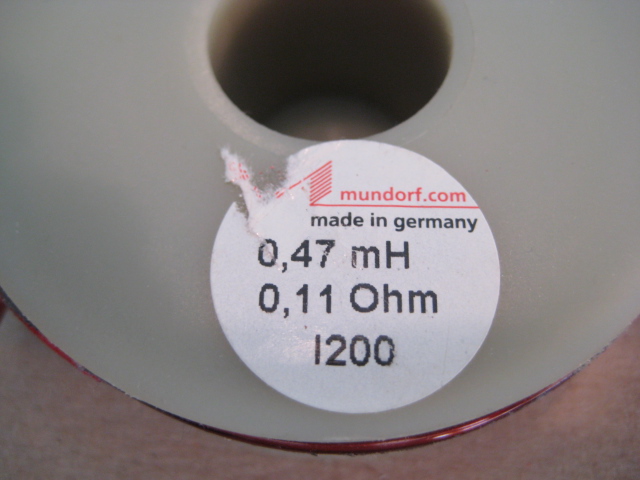 mundorf.com
made in germany
0,47 mH
0,11 Ohm
I200